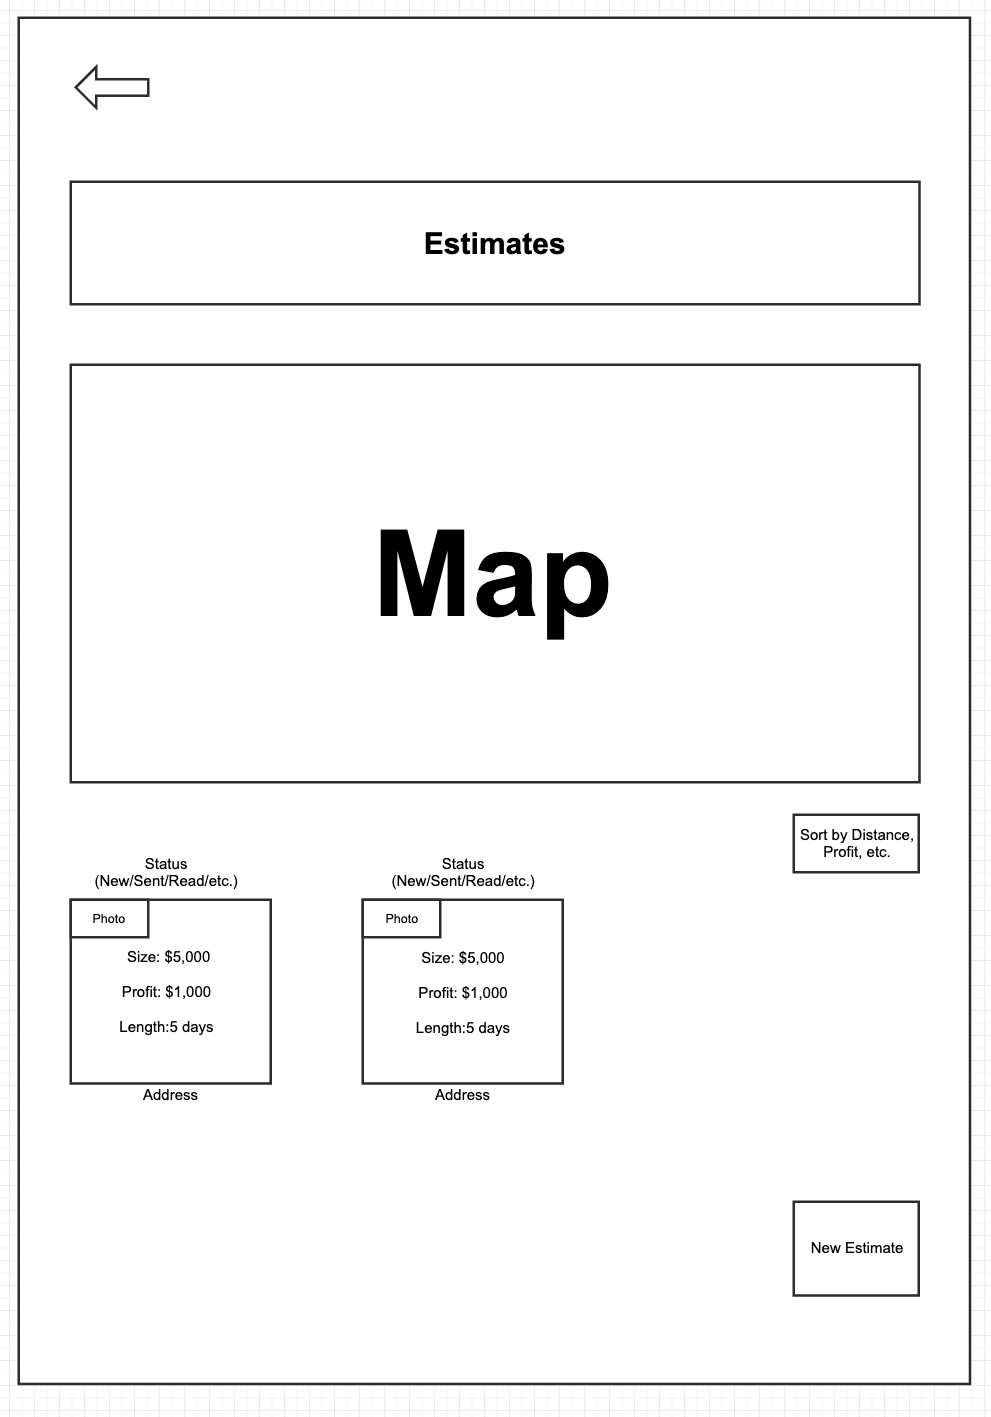 Estimates
Map
Sort by Distance,
Profit, etc.
Status
(New/Sent/Read/etc.)
Photo
Size: $5,000
Profit: $1,000
Length:5 days
Address
Status
(New/Sent/Read/etc.)
Photo
Size: $5,000
Profit: $1,000
Length:5 days
Address
New Estimate